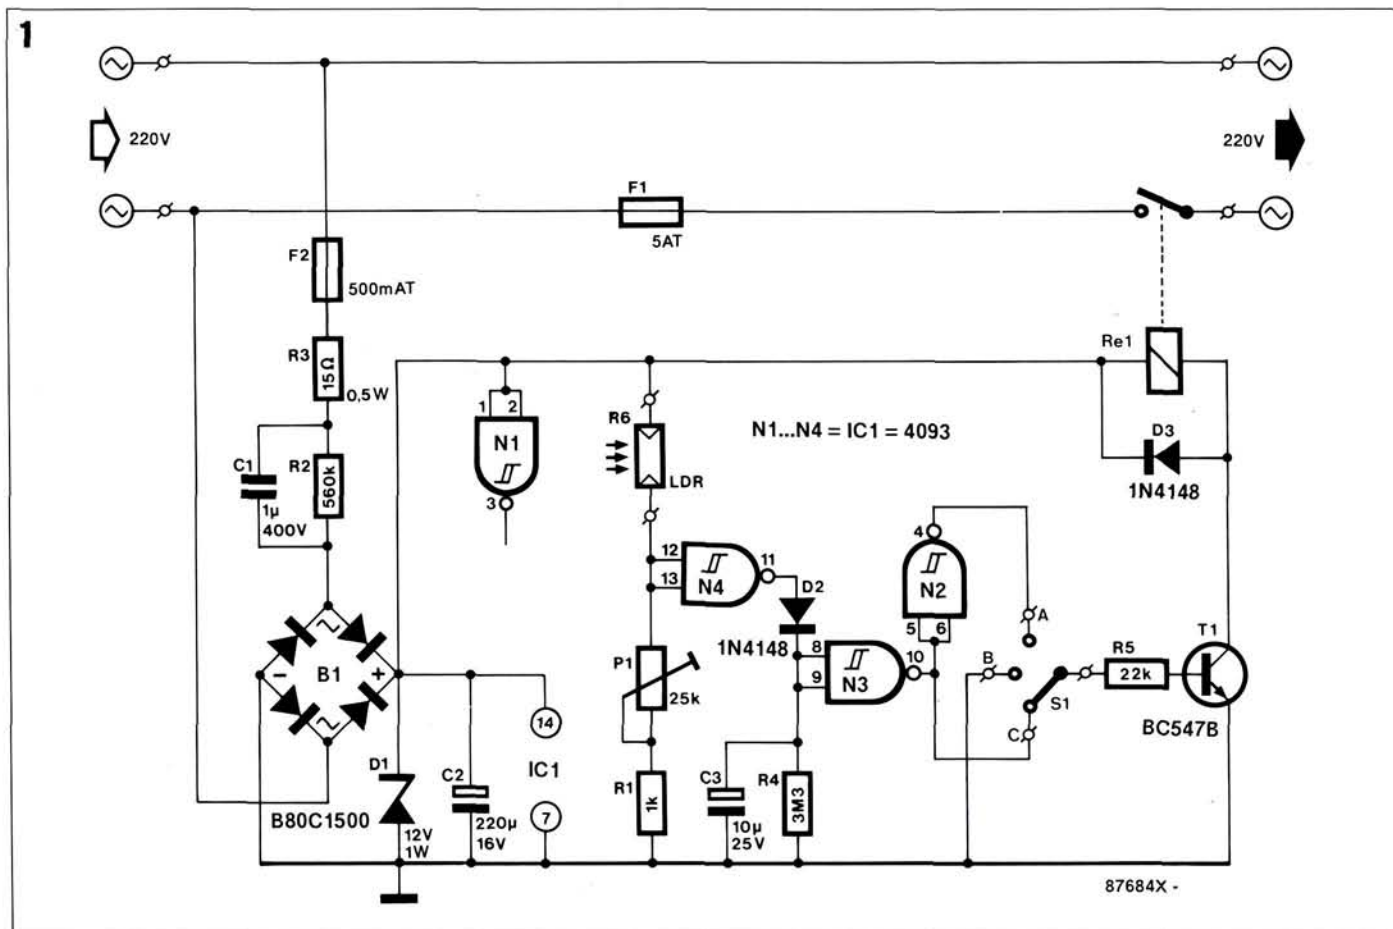 1
220V
220V
F1
5AT
F2
500mAT
R3
15Ω
0,5W
Re1
1
2
N1
3
R6
LDR
N1...N4 = IC1 = 4093
D3
1N4148
C1
1µ
400V
R2
560k
12
13
N4
11
D2
1N4148
4
N2
5
6
A
B
C
S1
R5
22k
T1
BC547B
8
9
N3
10
P1
25k
B1
-
+
B80C1500
D1
12V
1W
C2
220µ
16V
14
IC1
7
R1
1k
C3
10µ
25V
R4
3M3
87684X -